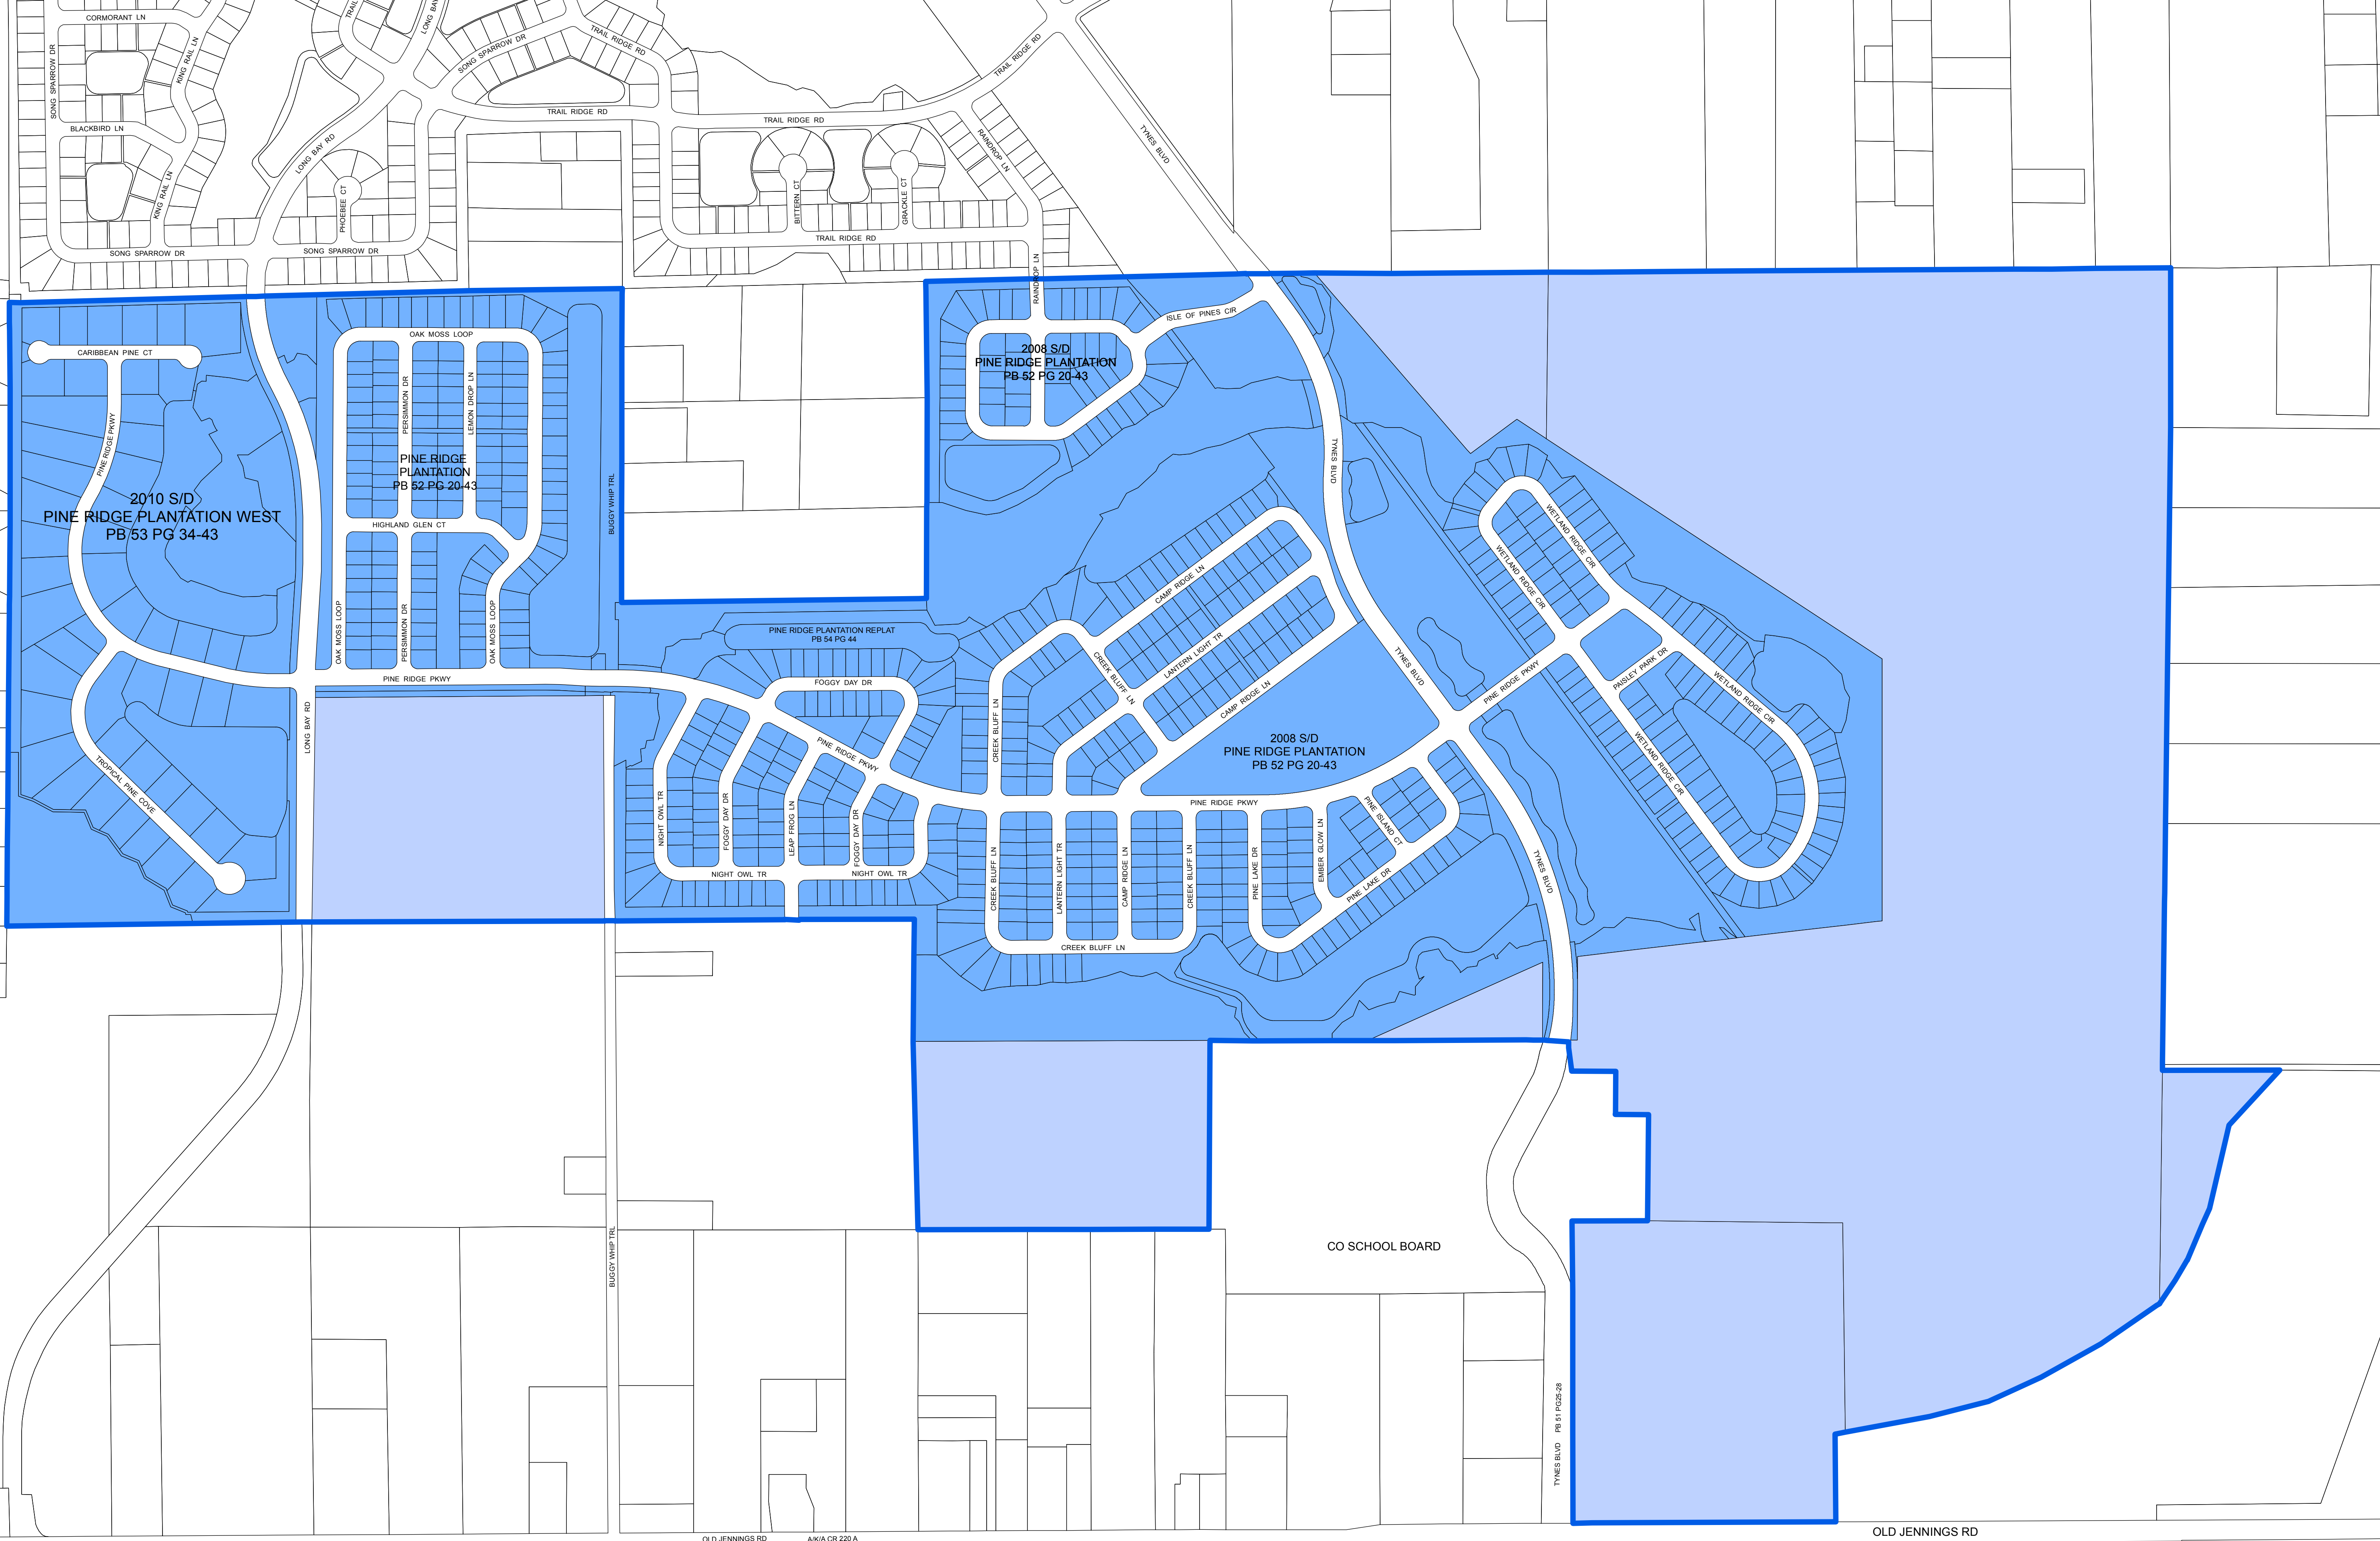 CORMORANT LN
TRAIL
LONG BAY
SONG SPARROW DR
KING RAIL LN
SONG SPARROW DR
TRAIL RIDGE RD
TRAIL RIDGE RD
BLACKBIRD LN
TRAIL RIDGE RD
TRAIL RIDGE RD
TYNES BLVD
RAINDROP LN
LONG BAY RD
KING RAIL LN
PHOEBEE CT
BITTERN CT
GRACKLE CT
SONG SPARROW DR
SONG SPARROW DR
TRAIL RIDGE RD
RAINDROP LN
ISLE OF PINES CIR
CARIBBEAN PINE CT
OAK MOSS LOOP
2008 S/D
PINE RIDGE PLANTATION
PB 52 PG 20-43
PERSIMMON DR
LEMON DROP LN
PINE RIDGE PKWY
PINE RIDGE
PLANTATION
PB 52 PG 20-43
BUGGY WHIP TRL
TYNES BLVD
2010 S/D
PINE RIDGE PLANTATION WEST
PB 53 PG 34-43
HIGHLAND GLEN CT
WETLAND RIDGE CIR
WETLAND RIDGE CIR
CAMP RIDGE LN
OAK MOSS LOOP
PERSIMMON DR
OAK MOSS LOOP
PINE RIDGE PLANTATION REPLAT
PB 54 PG 44
LANTERN LIGHT TR
CREEK BLUFF LN
CAMP RIDGE LN
TYNES BLVD
PINE RIDGE PKWY
PAISLEY PARK DR
WETLAND RIDGE CIR
PINE RIDGE PKWY
FOGGY DAY DR
LONG BAY RD
CREEK BLUFF LN
PINE RIDGE PKWY
2008 S/D
PINE RIDGE PLANTATION
PB 52 PG 20-43
WETLAND RIDGE CIR
TROPICAL PINE COVE
NIGHT OWL TR
FOGGY DAY DR
LEAP FROG LN
FOGGY DAY DR
PINE RIDGE PKWY
PINE ISLAND CT
EMBER GLOW LN
NIGHT OWL TR
NIGHT OWL TR
CREEK BLUFF LN
LANTERN LIGHT TR
CAMP RIDGE LN
CREEK BLUFF LN
PINE LAKE DR
PINE LAKE DR
TYNES BLVD
CREEK BLUFF LN
BUGGY WHIP TRL
CO SCHOOL BOARD
TYNES BLVD PB 51 PG25-28
OLD JENNINGS RD A/K/A CR 220 A
OLD JENNINGS RD